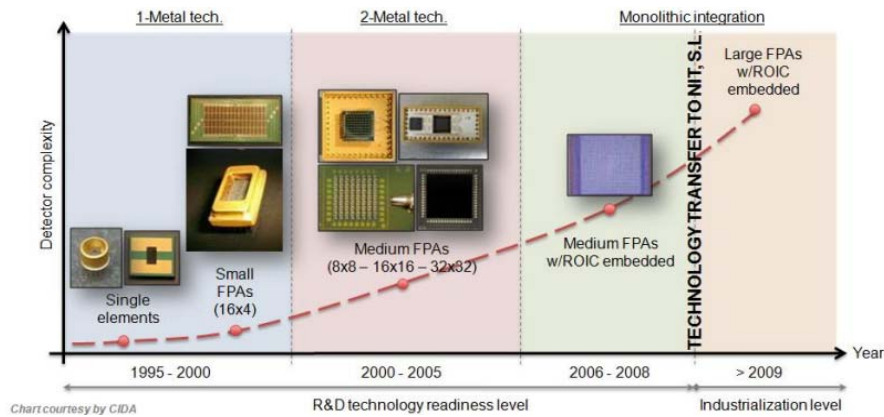 1-Metal tech.
2-Metal tech.
Monolithic integration
Detector complexity
Single
elements
Small
FPAs
(16x4)
Medium FPAs
(8x8 – 16x16 – 32x32)
Medium FPAs
w/ROIC embedded
TECHNOLOGY TRANSFER TO NIT, S.L
Large FPAs
w/ROIC
embedded
Year
1995 - 2000
2000 - 2005
2006 - 2008
> 2009
R&D technology readiness level
Industrialization level
Chart courtesy by CIDA